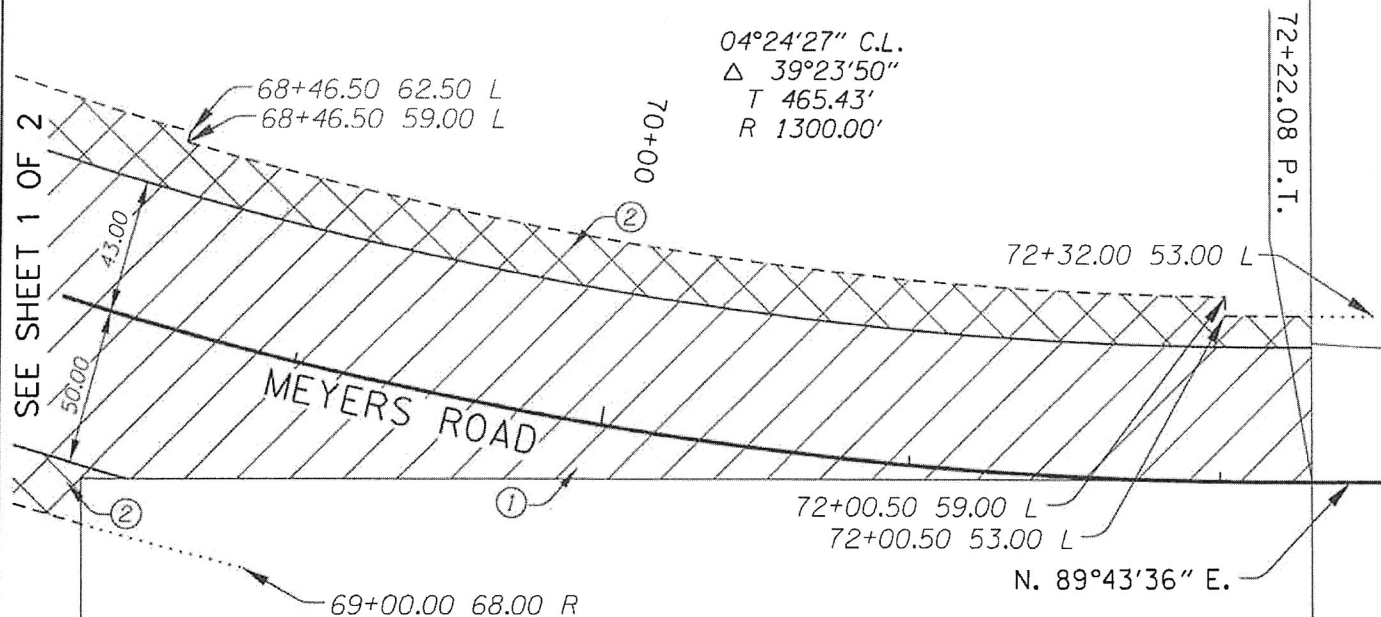 04°24'27" C.L.
Δ 39°23'50"
T 465.43'
R 1300.00'
72+22.08 P.T.
68+46.50 62.50 L
68+46.50 59.00 L
70+00
SEE SHEET 1 OF 2
2
72+32.00 53.00 L
43.00
50.00
MEYERS ROAD
1
2
72+00.50 59.00 L
72+00.50 53.00 L
N. 89°43'36" E.
69+00.00 68.00 R